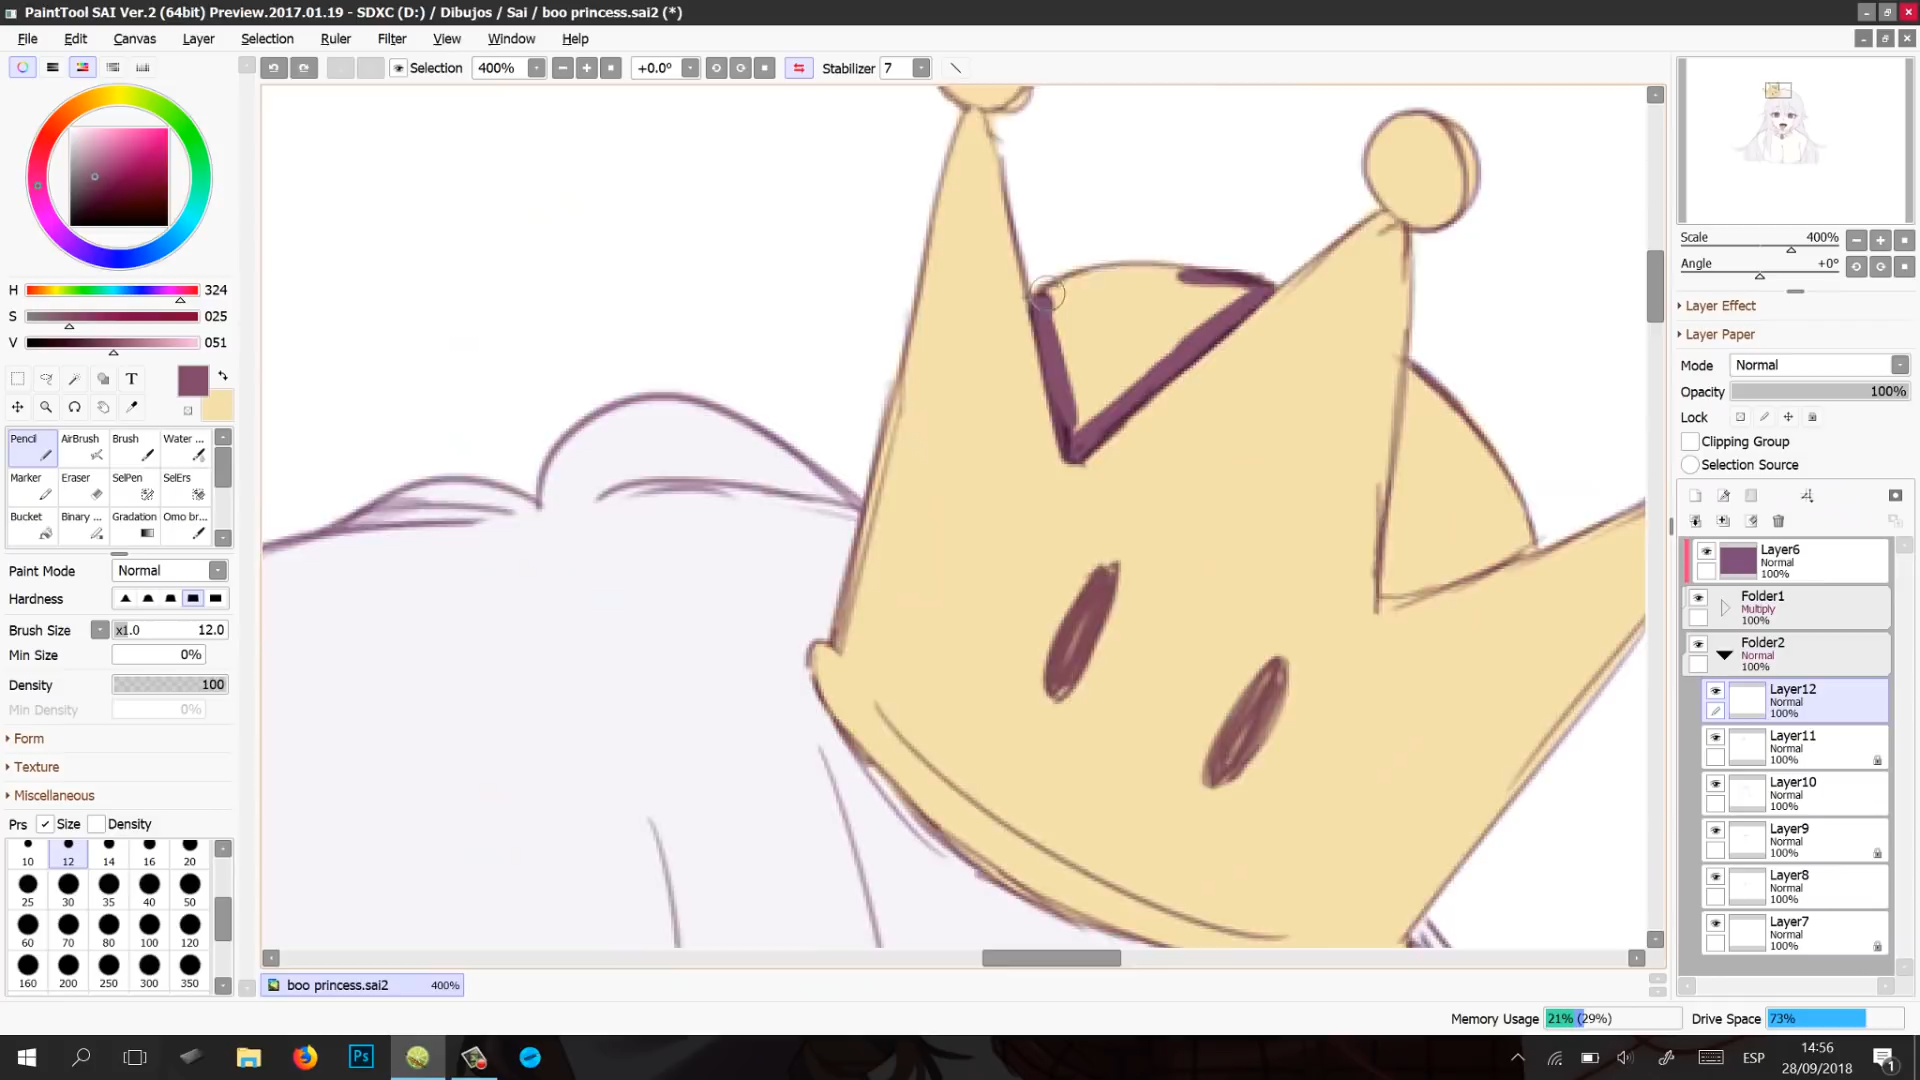 PaintTool SAI Ver.2 (64bit) Preview.2017.01.19 - SDXC (D:) / Dibujos / Sai / boo princess.sai2 (*)
File Edit Canvas Layer Selection Ruler Filter View Window Help
Selection 400% +0.0° Stabilizer 7
H 324
S 025
V 051
T
Pencil AirBrush Brush Water ...
Marker Eraser SelPen SelErs
Bucket Binary ... Gradation Omo br...
Paint Mode Normal
Hardness
Brush Size x1.0 12.0
Min Size 0%
Density 100
Min Density 0%
Form
Texture
Miscellaneous
Prs Size Density
10 12 14 16 20
25 30 35 40 50
60 70 80 100 120
160 200 250 300 350
boo princess.sai2 400%
Scale 400%
Angle +0°
Layer Effect
Layer Paper
Mode Normal
Opacity 100%
Lock
Clipping Group
Selection Source
Layer6
Normal
100%
Folder1
Multiply
100%
Folder2
Normal
100%
Layer12
Normal
100%
Layer11
Normal
100%
Layer10
Normal
100%
Layer9
Normal
100%
Layer8
Normal
100%
Layer7
Normal
100%
Memory Usage 21% (29%) Drive Space 73%
Ps ESP 14:56
28/09/2018
1